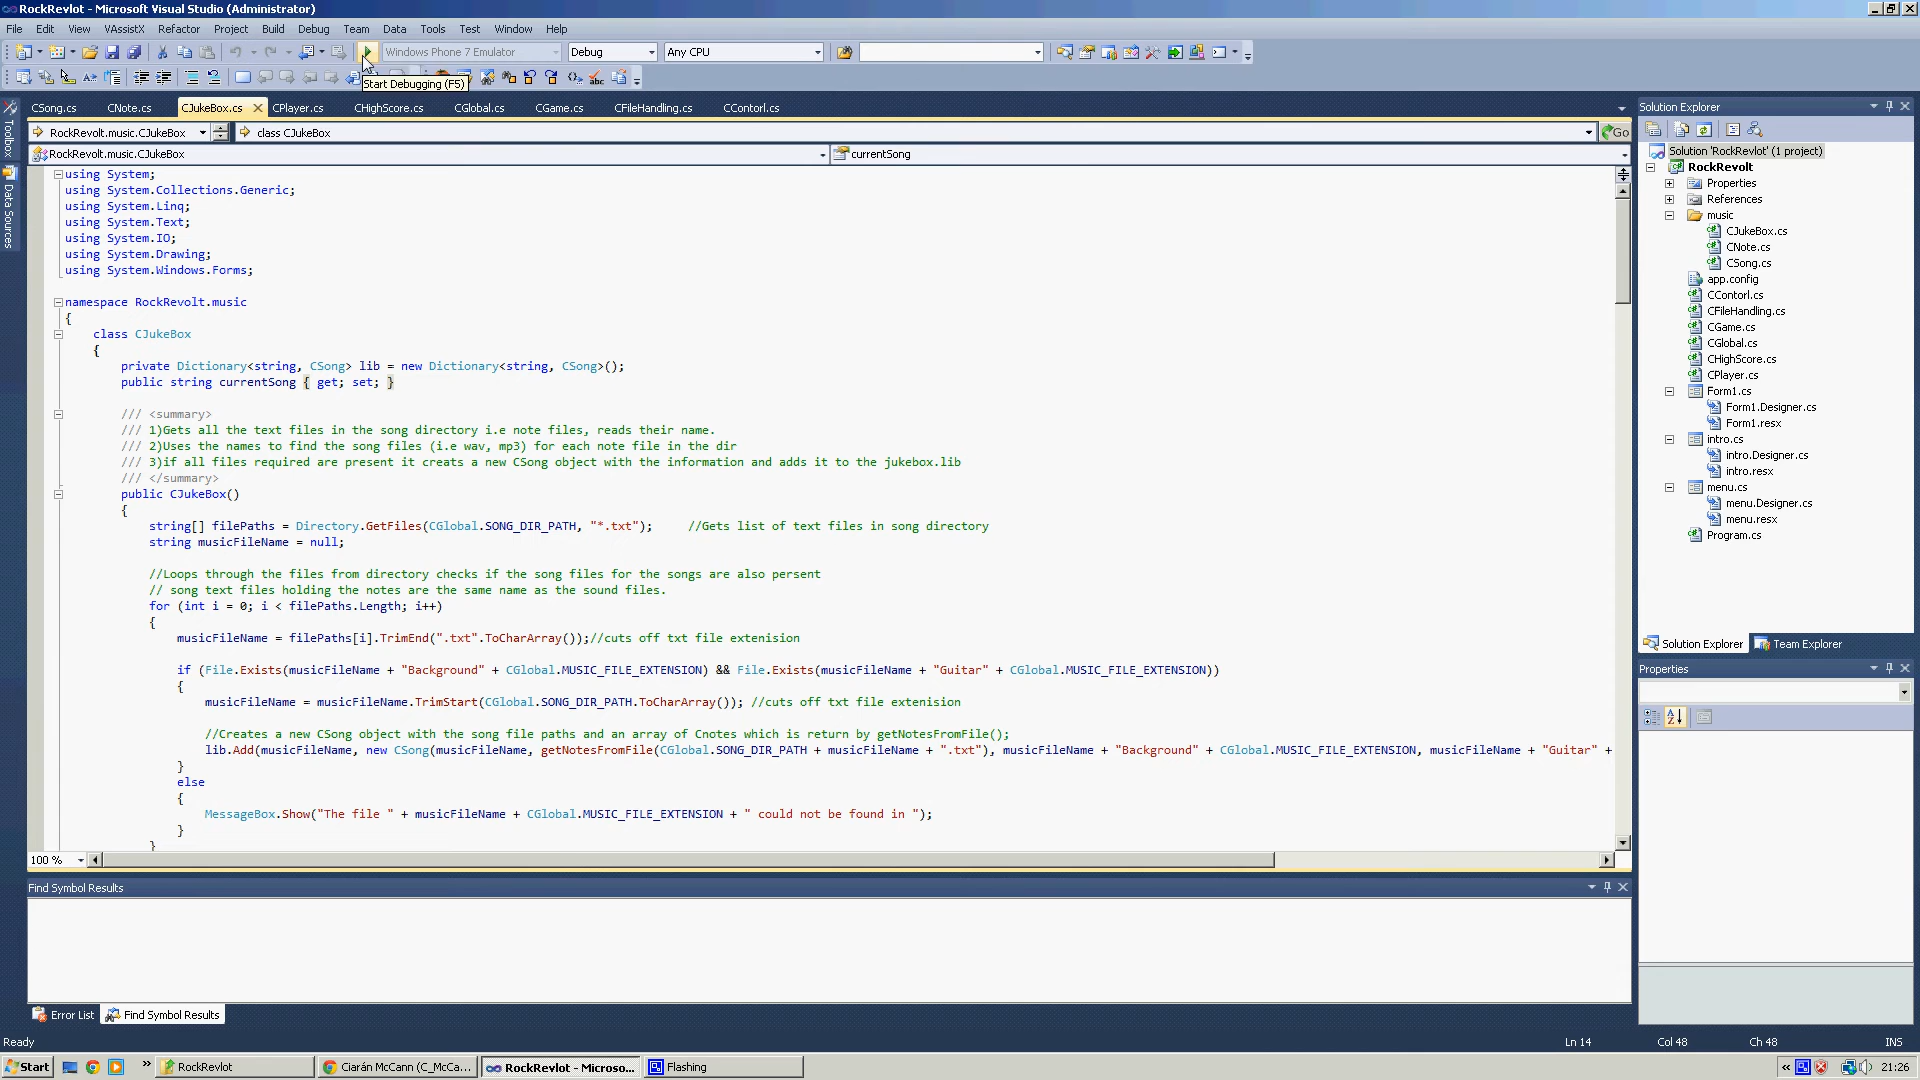 RockRevlot - Microsoft Visual Studio (Administrator)
File Edit View VAssistX Refactor Project Build Debug Team Data Tools Test Window Help
Windows Phone 7 Emulator Debug Any CPU
Start Debugging (F5)
CSong.cs CNote.cs CJukeBox.cs CPlayer.cs CHighScore.cs CGlobal.cs CGame.cs CFileHandling.cs CContorl.cs
RockRevolt.music.CJukeBox class CJukeBox Go
RockRevolt.music.CJukeBox currentSong
Toolbox
Data Sources
using System;
using System.Collections.Generic;
using System.Linq;
using System.Text;
using System.IO;
using System.Drawing;
using System.Windows.Forms;
namespace RockRevolt.music
{
class CJukeBox
{
private Dictionary<string, CSong> lib = new Dictionary<string, CSong>();
public string currentSong { get; set; }
/// <summary>
/// 1)Gets all the text files in the song directory i.e note files, reads their name.
/// 2)Uses the names to find the song files (i.e wav, mp3) for each note file in the dir
/// 3)if all files required are present it creats a new CSong object with the information and adds it to the jukebox.lib
/// </summary>
public CJukeBox()
{
string[] filePaths = Directory.GetFiles(CGlobal.SONG_DIR_PATH, "*.txt"); //Gets list of text files in song directory
string musicFileName = null;
//Loops through the files from directory checks if the song files for the songs are also persent
// song text files holding the notes are the same name as the sound files.
for (int i = 0; i < filePaths.Length; i++)
{
musicFileName = filePaths[i].TrimEnd(".txt".ToCharArray());//cuts off txt file extenision
if (File.Exists(musicFileName + "Background" + CGlobal.MUSIC_FILE_EXTENSION) && File.Exists(musicFileName + "Guitar" + CGlobal.MUSIC_FILE_EXTENSION))
{
musicFileName = musicFileName.TrimStart(CGlobal.SONG_DIR_PATH.ToCharArray()); //cuts off txt file extenision
//Creates a new CSong object with the song file paths and an array of Cnotes which is return by getNotesFromFile();
lib.Add(musicFileName, new CSong(musicFileName, getNotesFromFile(CGlobal.SONG_DIR_PATH + musicFileName + ".txt"), musicFileName + "Background" + CGlobal.MUSIC_FILE_EXTENSION, musicFileName + "Guitar" +
}
else
{
MessageBox.Show("The file " + musicFileName + CGlobal.MUSIC_FILE_EXTENSION + " could not be found in ");
}
}
100 %
Find Symbol Results
Error List Find Symbol Results
Solution Explorer
Solution 'RockRevlot' (1 project)
RockRevolt
Properties
References
music
CJukeBox.cs
CNote.cs
CSong.cs
app.config
CContorl.cs
CFileHandling.cs
CGame.cs
CGlobal.cs
CHighScore.cs
CPlayer.cs
Form1.cs
Form1.Designer.cs
Form1.resx
intro.cs
intro.Designer.cs
intro.resx
menu.cs
menu.Designer.cs
menu.resx
Program.cs
Solution Explorer Team Explorer
Properties
Ready Ln 14 Col 48 Ch 48 INS
Start RockRevlot Ciarán McCann (C_McCa... RockRevlot - Microso... Flashing 21:26